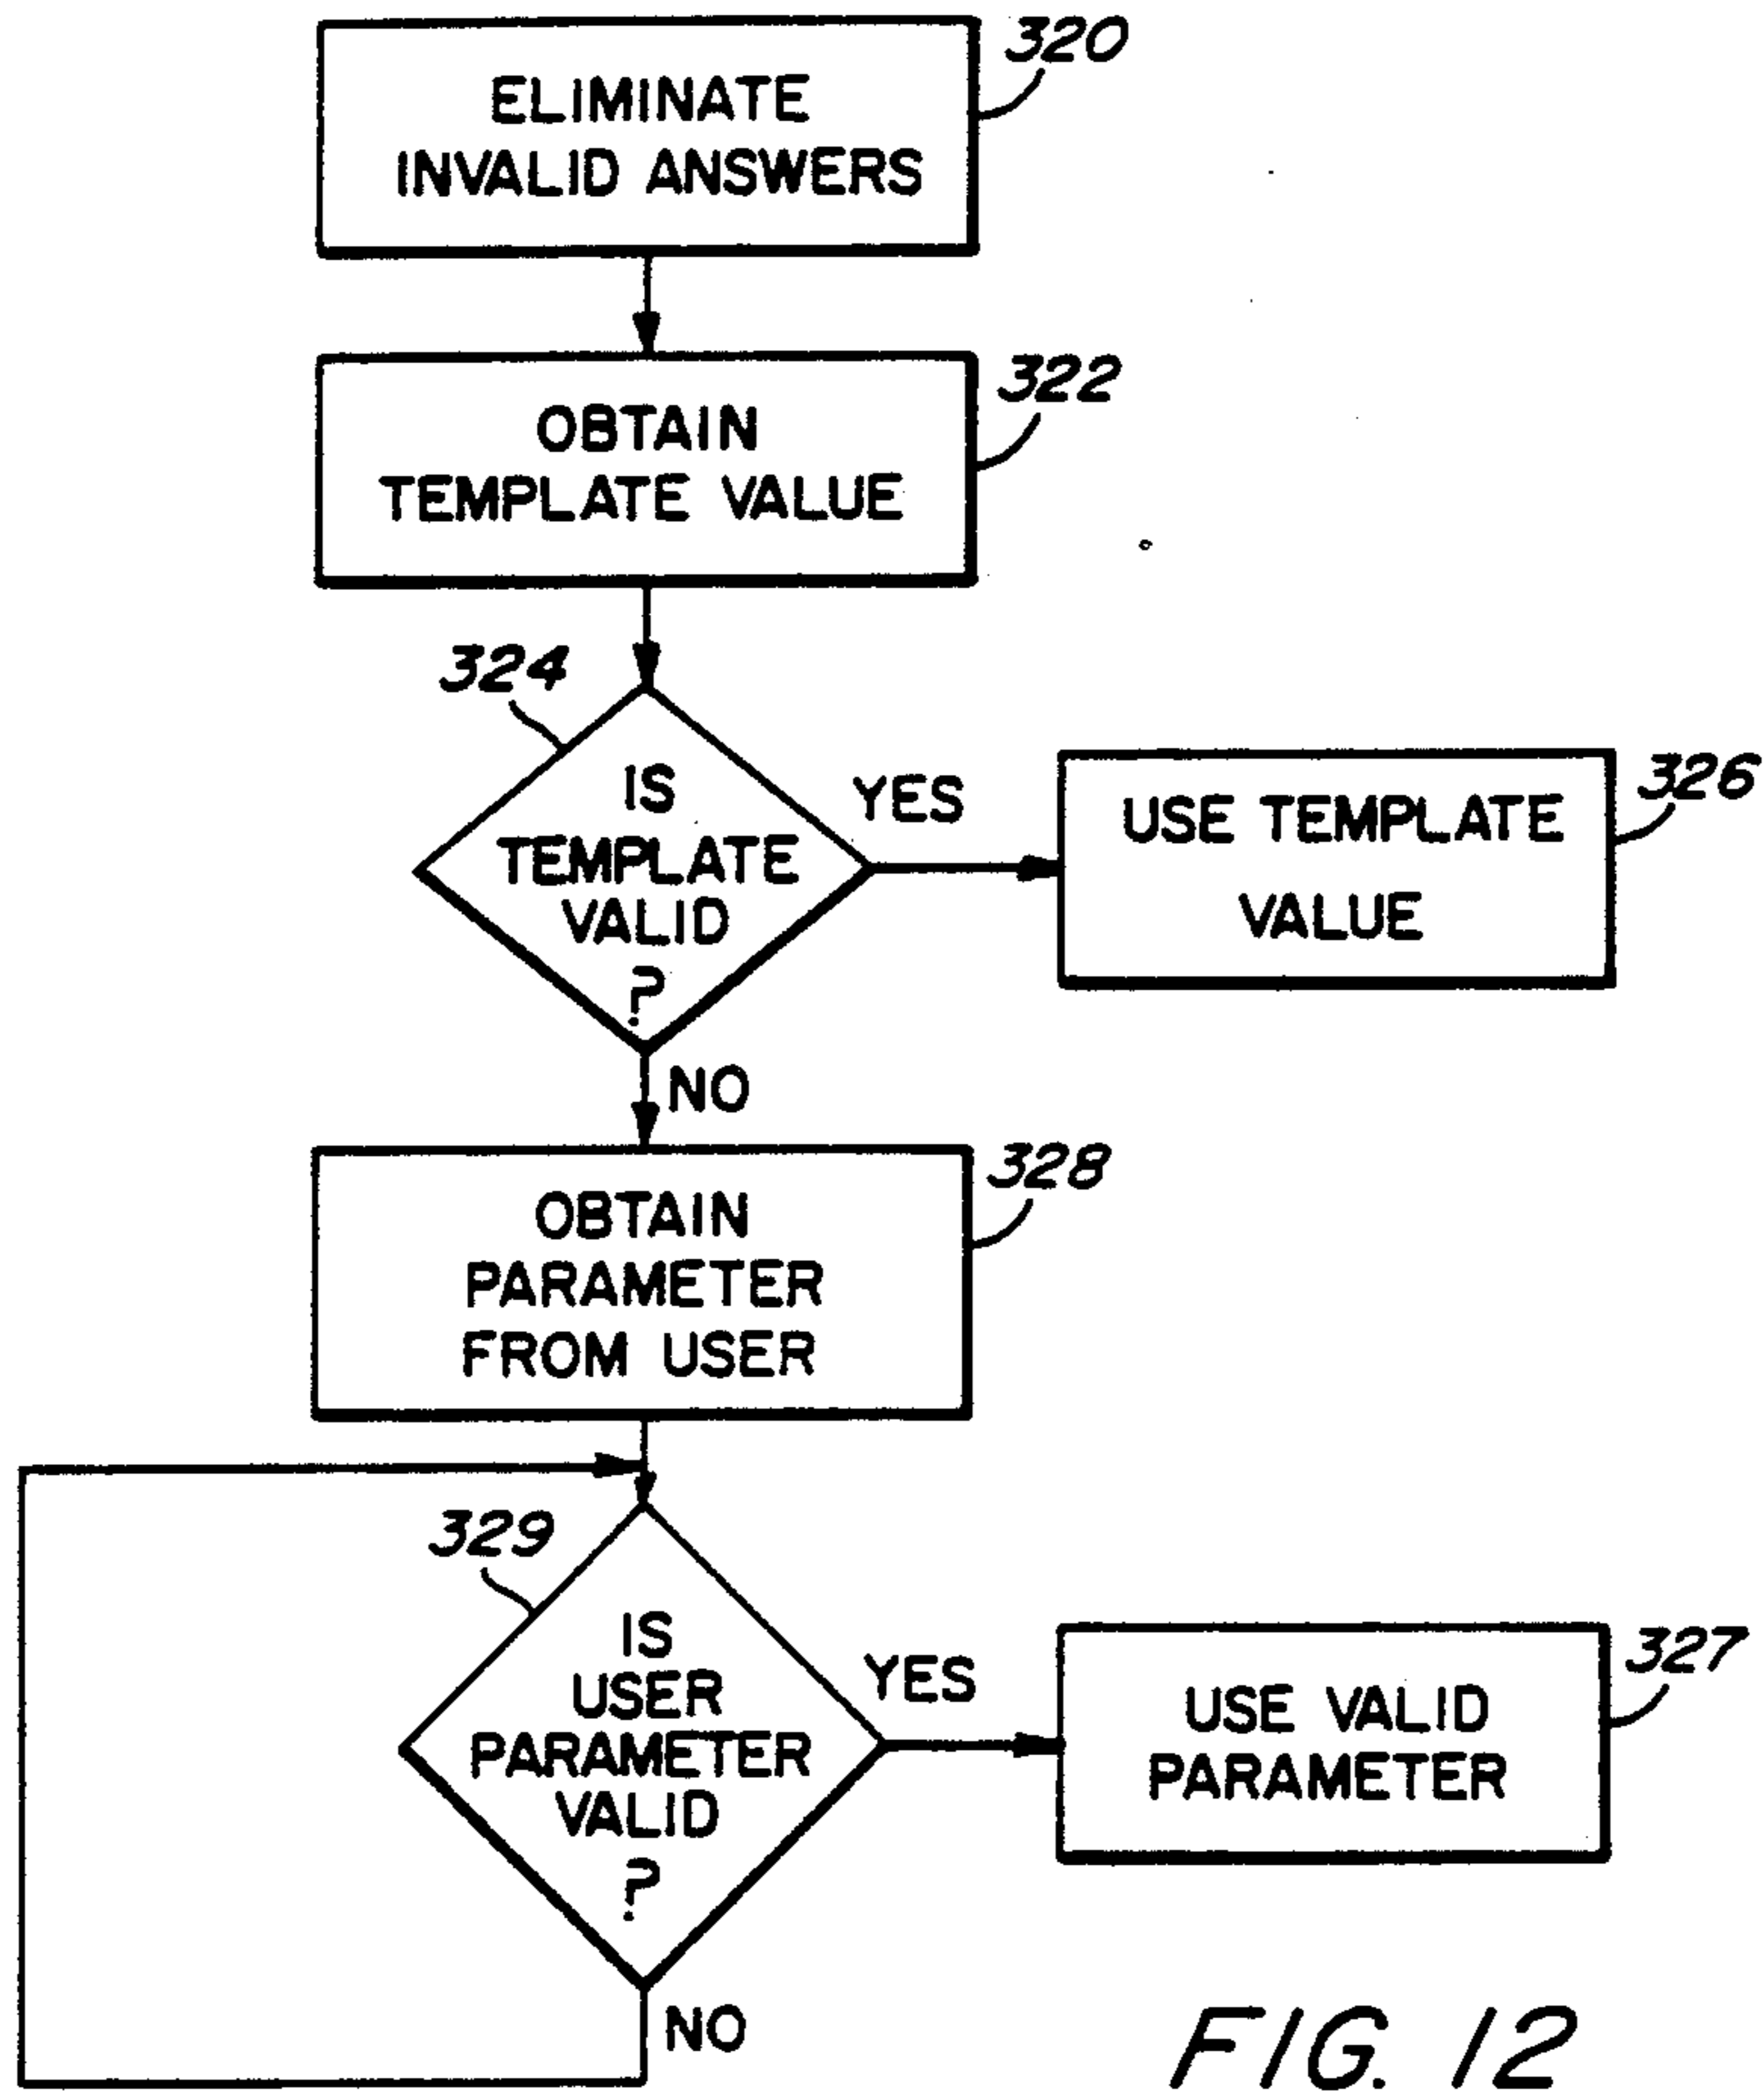 320
ELIMINATE
INVALID ANSWERS
322
OBTAIN
TEMPLATE VALUE
324
IS
TEMPLATE
VALID
?
YES
USE TEMPLATE
VALUE
326
NO
328
OBTAIN
PARAMETER
FROM USER
329
IS
USER
PARAMETER
VALID
?
YES
USE VALID
PARAMETER
327
NO
FIG. 12